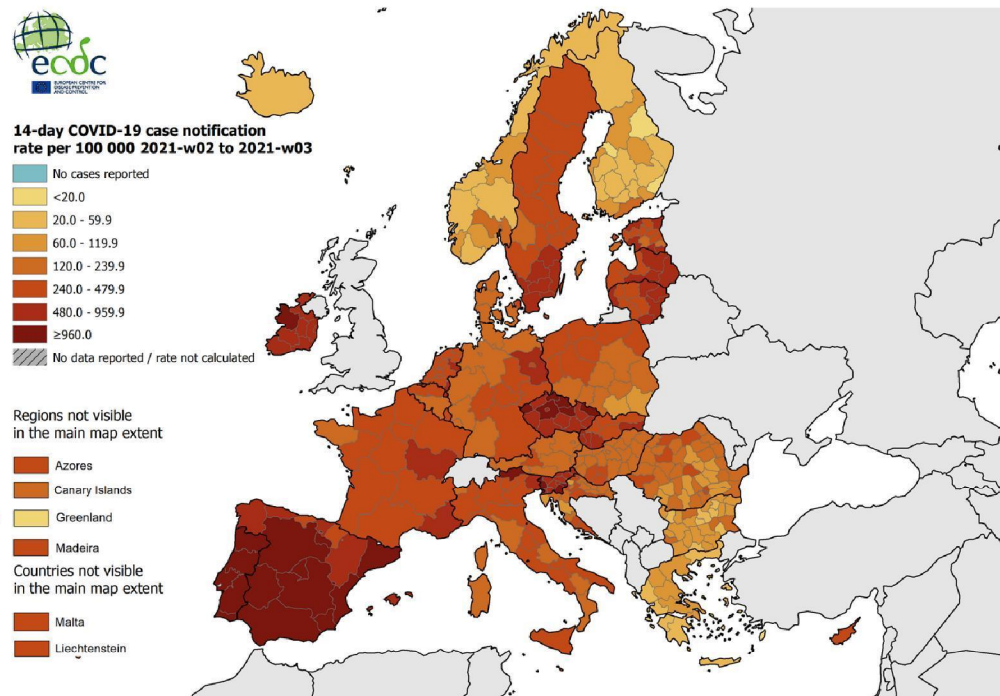 ecdc
EUROPEAN CENTRE FOR
DISEASE PREVENTION
AND CONTROL
14-day COVID-19 case notification
rate per 100 000 2021-w02 to 2021-w03
No cases reported
<20.0
20.0 - 59.9
60.0 - 119.9
120.0 - 239.9
240.0 - 479.9
480.0 - 959.9
≥960.0
No data reported / rate not calculated
Regions not visible
in the main map extent
Azores
Canary Islands
Greenland
Madeira
Countries not visible
in the main map extent
Malta
Liechtenstein